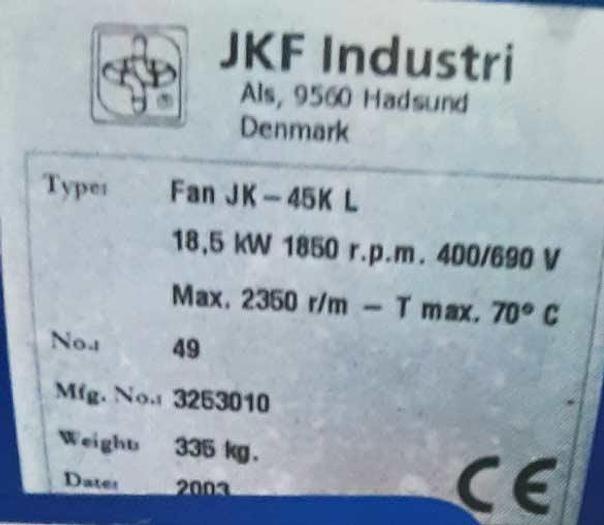 JKF Industri
Als, 9560 Hadsund
Denmark
Type: Fan JK - 45K L
18,5 kW 1850 r.p.m. 400/690 V
Max. 2350 r/m - T max. 70° C
No.: 49
Mfg. No.: 3253010
Weight: 335 kg.
Date: 2003
CE
®